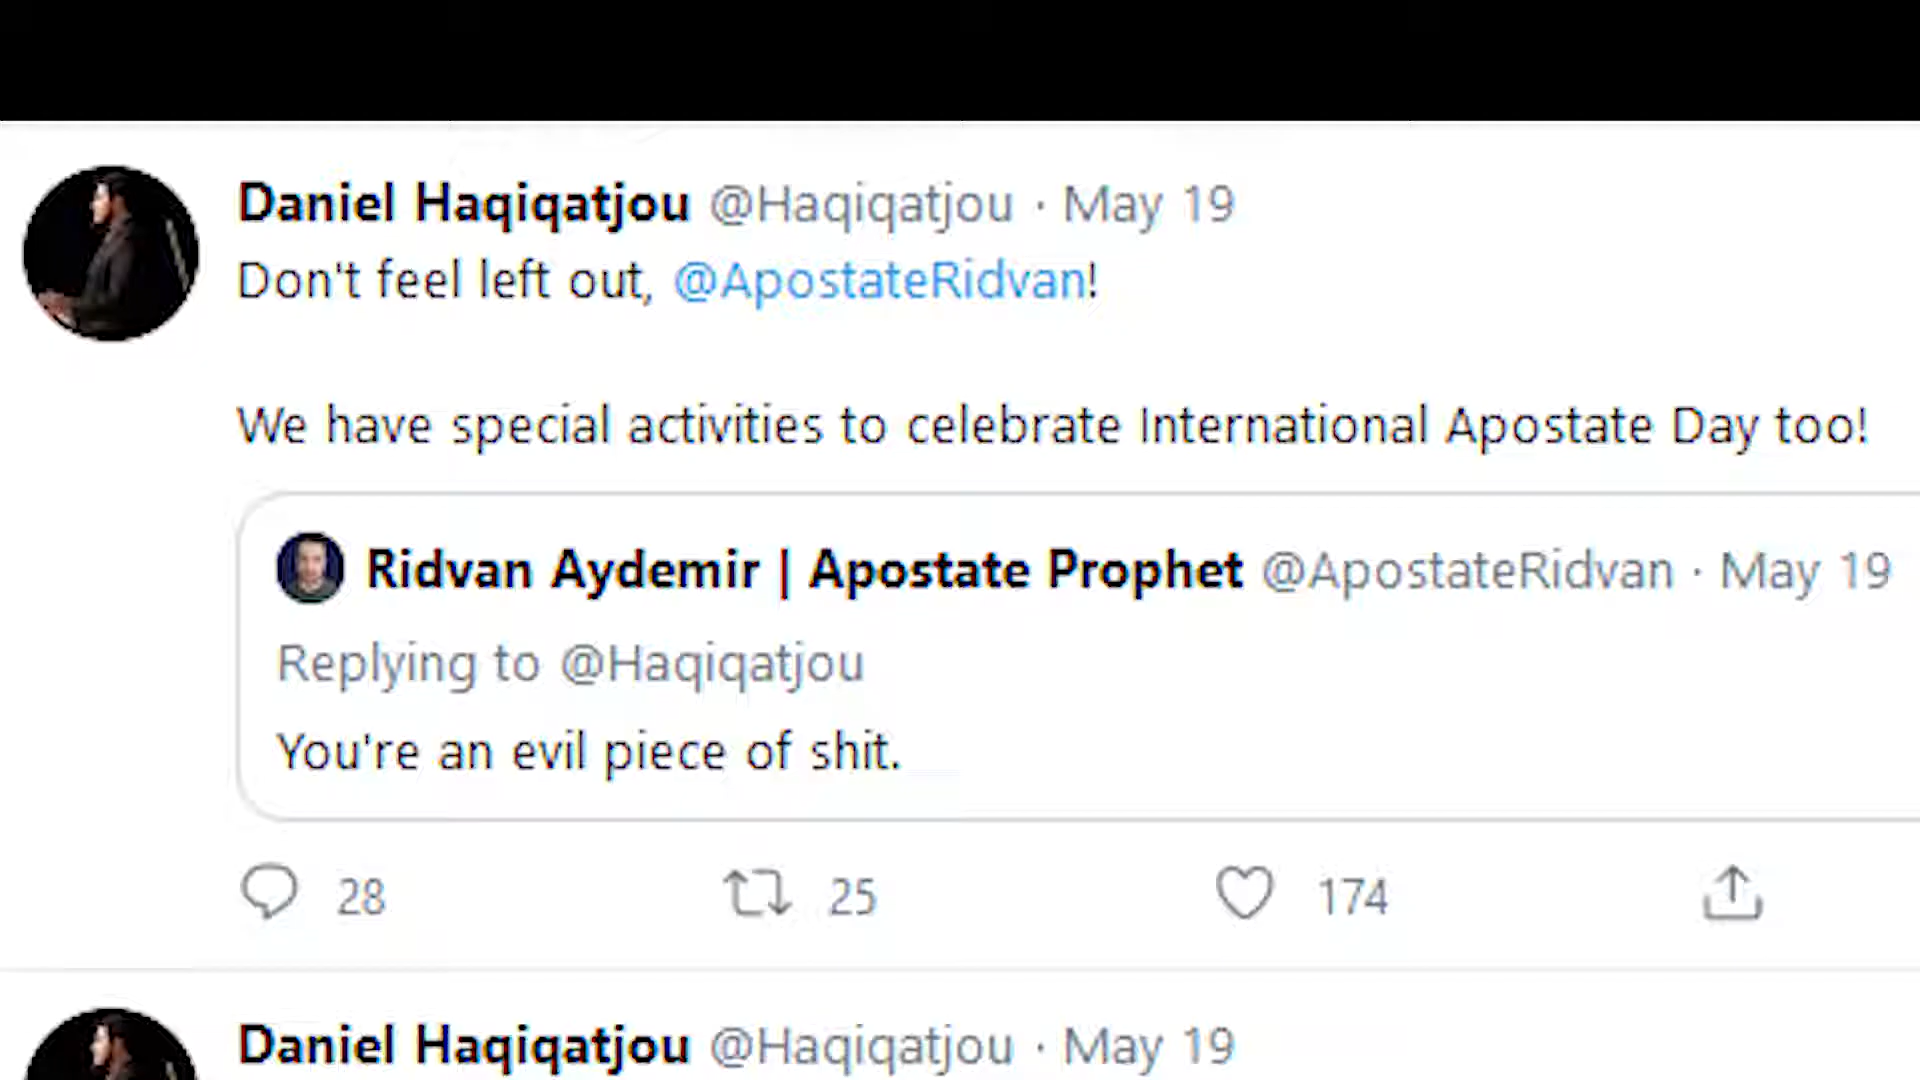 Daniel Haqiqatjou @Haqiqatjou · May 19
Don't feel left out, @ApostateRidvan!
We have special activities to celebrate International Apostate Day too!
Ridvan Aydemir | Apostate Prophet @ApostateRidvan · May 19
Replying to @Haqiqatjou
You're an evil piece of shit.
28 25 174
Daniel Haqiqatjou @Haqiqatjou · May 19